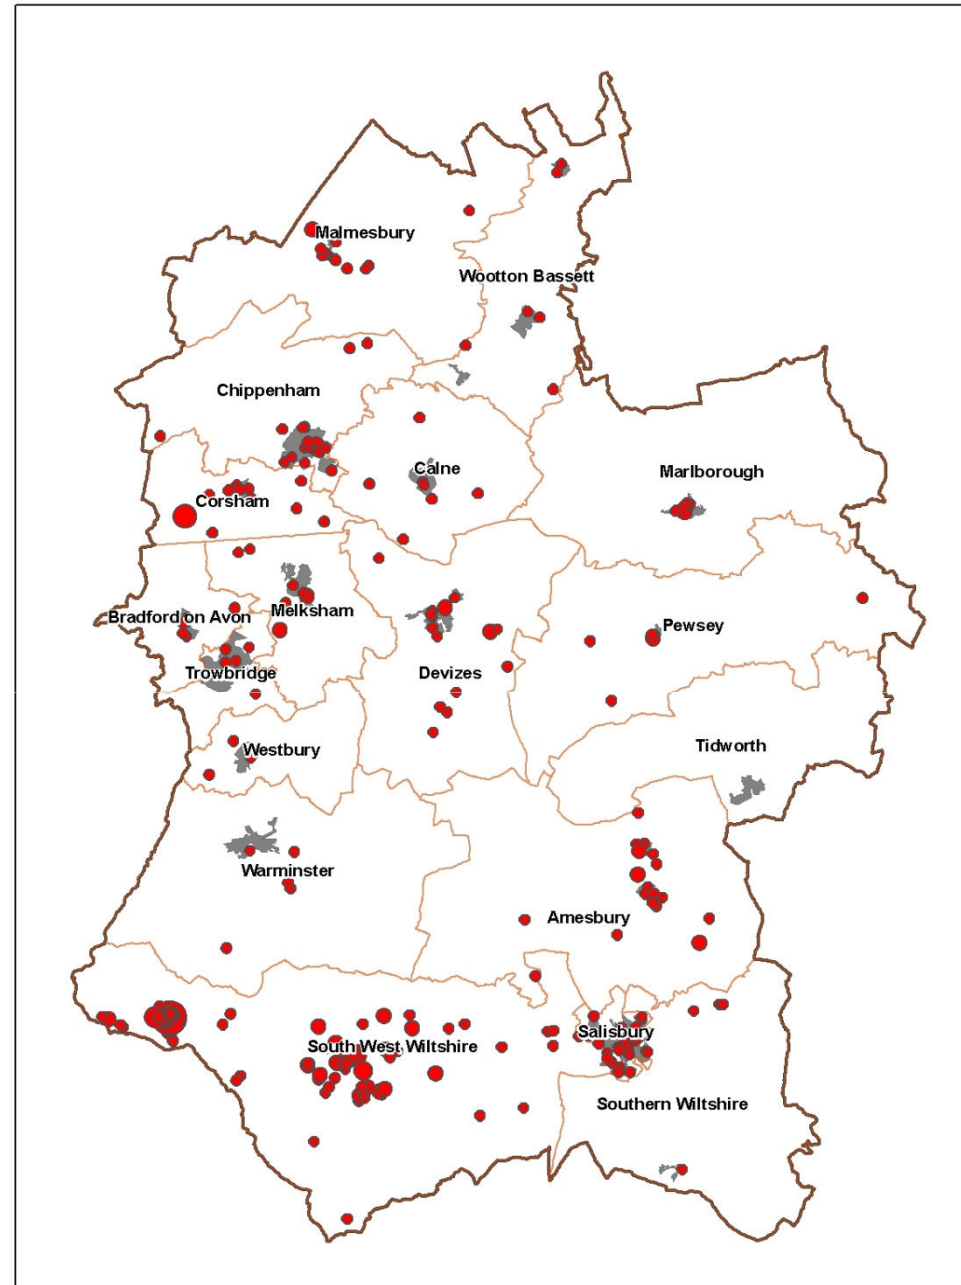 Malmesbury
Wootton Bassett
Chippenham
Calne
Marlborough
Corsham
Bradford on Avon
Melksham
Pewsey
Trowbridge
Devizes
Westbury
Tidworth
Warminster
Amesbury
Salisbury
South West Wiltshire
Southern Wiltshire